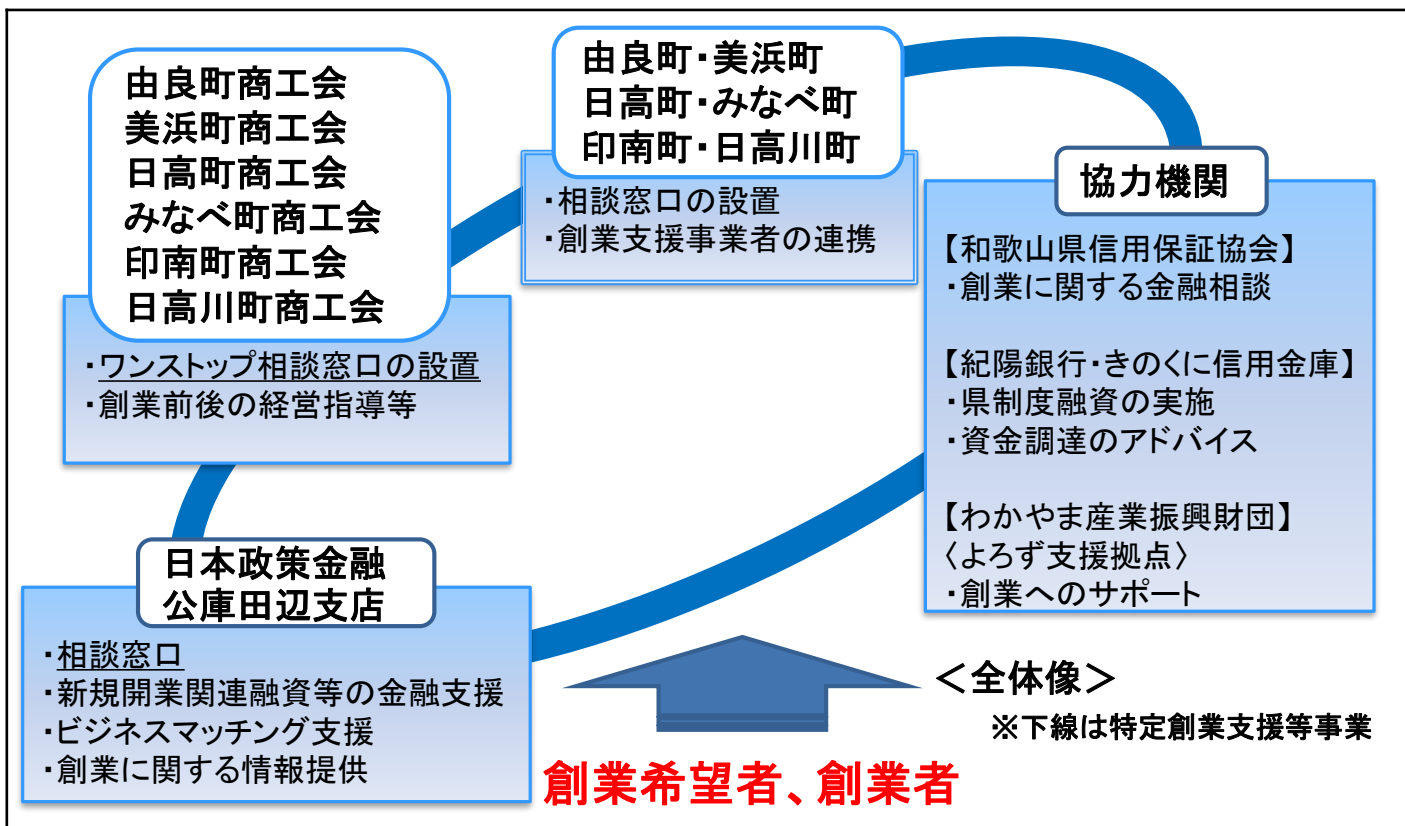 由良町商工会
美浜町商工会
日高町商工会
みなべ町商工会
印南町商工会
日高川町商工会
・ワンストップ相談窓口の設置
・創業前後の経営指導等
由良町・美浜町
日高町・みなべ町
印南町・日高川町
・相談窓口の設置
・創業支援事業者の連携
協力機関
【和歌山県信用保証協会】
・創業に関する金融相談
【紀陽銀行・きのくに信用金庫】
・県制度融資の実施
・資金調達のアドバイス
【わかやま産業振興財団】
〈よろず支援拠点〉
・創業へのサポート
日本政策金融
公庫田辺支店
・相談窓口
・新規開業関連融資等の金融支援
・ビジネスマッチング支援
・創業に関する情報提供
＜全体像＞
※下線は特定創業支援等事業
創業希望者、創業者